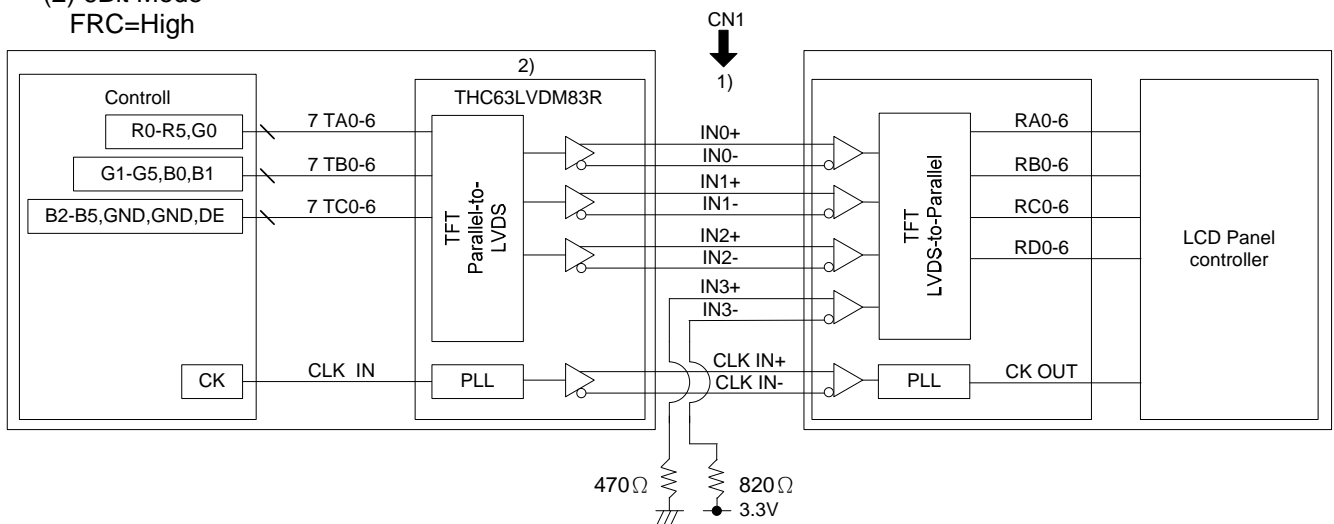 FRC=High
CN1
2)
1)
Controll
THC63LVDM83R
R0-R5,G0
7 TA0-6
IN0+
IN0-
RA0-6
G1-G5,B0,B1
7 TB0-6
IN1+
IN1-
RB0-6
B2-B5,GND,GND,DE
7 TC0-6
IN2+
IN2-
RC0-6
TFT
Parallel-to-
LVDS
TFT
LVDS-to-Parallel
RD0-6
LCD Panel
controller
IN3+
IN3-
CK
CLK IN
PLL
CLK IN+
CLK IN-
PLL
CK OUT
470Ω
820Ω
3.3V